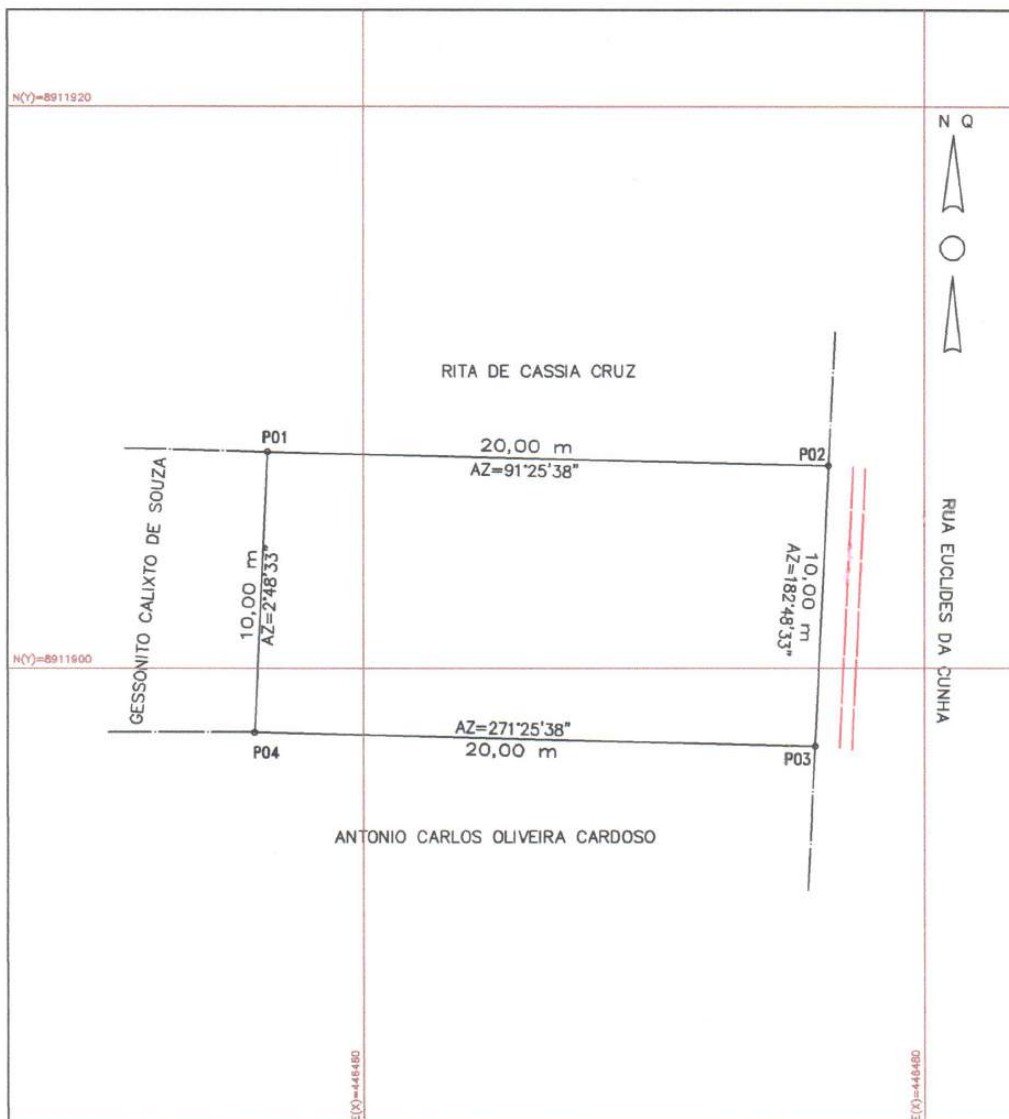 N(Y)=8911920
N Q
RITA DE CASSIA CRUZ
P01
20,00 m
AZ=91°25'38"
P02
GESSONITO CALIXTO DE SOUZA
10,00 m
AZ=2°48'33"
10,00 m
AZ=182°48'33"
RUA EUCLIDES DA CUNHA
N(Y)=8911900
AZ=271°25'38"
20,00 m
P04
P03
ANTONIO CARLOS OLIVEIRA CARDOSO